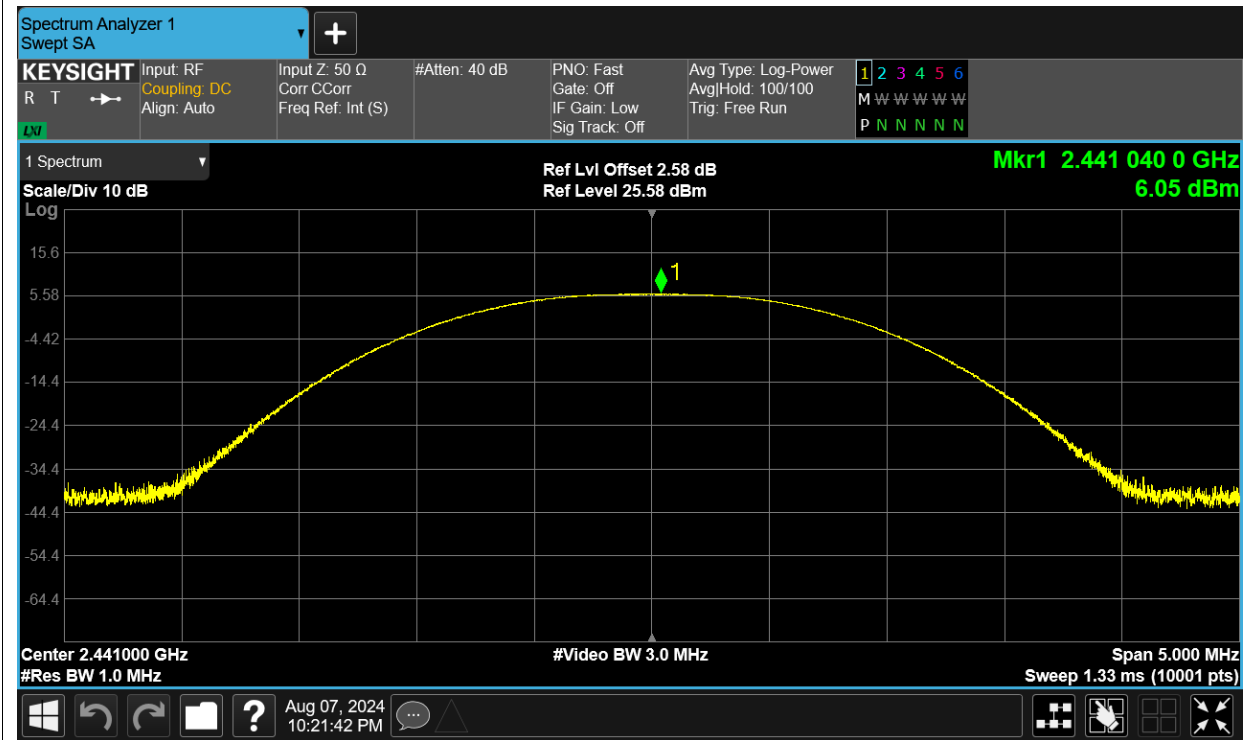 Spectrum Analyzer 1
Swept SA
+
KEYSIGHT
R T
LXI
Input: RF
Coupling: DC
Align: Auto
Input Z: 50 Ω
Corr CCorr
Freq Ref: Int (S)
#Atten: 40 dB
PNO: Fast
Gate: Off
IF Gain: Low
Sig Track: Off
Avg Type: Log-Power
Avg|Hold: 100/100
Trig: Free Run
1 2 3 4 5 6
M W W W W W
P N N N N N
1 Spectrum
Scale/Div 10 dB
Log
Ref Lvl Offset 2.58 dB
Ref Level 25.58 dBm
Mkr1 2.441 040 0 GHz
6.05 dBm
15.6
5.58
-4.42
-14.4
-24.4
-34.4
-44.4
-54.4
-64.4
1
Center 2.441000 GHz
#Res BW 1.0 MHz
#Video BW 3.0 MHz
Span 5.000 MHz
Sweep 1.33 ms (10001 pts)
?
Aug 07, 2024
10:21:42 PM